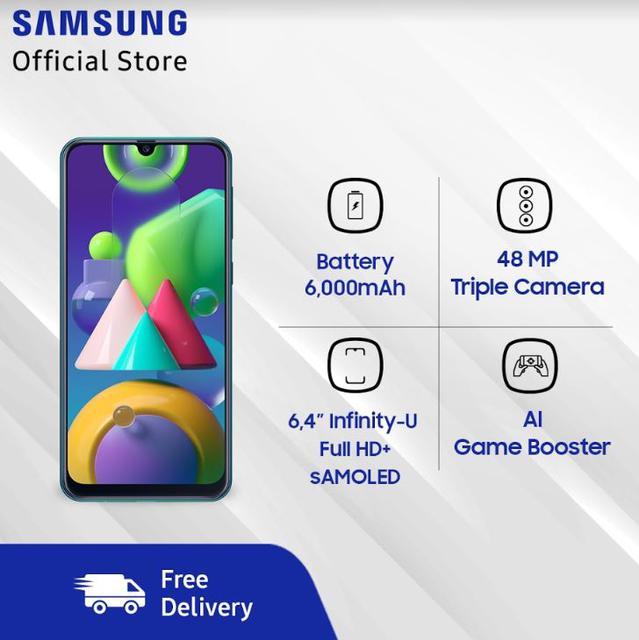 SAMSUNG
Official Store
Battery
6,000mAh
48 MP
Triple Camera
6,4” Infinity-U
Full HD+
sAMOLED
AI
Game Booster
Free
Delivery